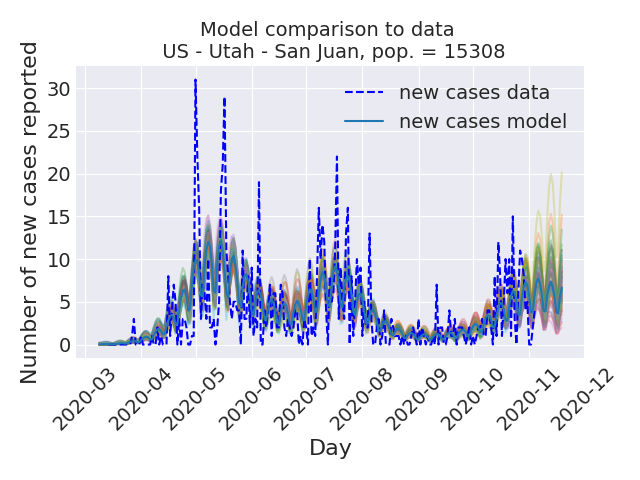 Model comparison to data
US - Utah - San Juan, pop. = 15308
Number of new cases reported
30
25
20
15
10
5
0
new cases data
new cases model
2020-03
2020-04
2020-05
2020-06
2020-07
2020-08
2020-09
2020-10
2020-11
2020-12
Day